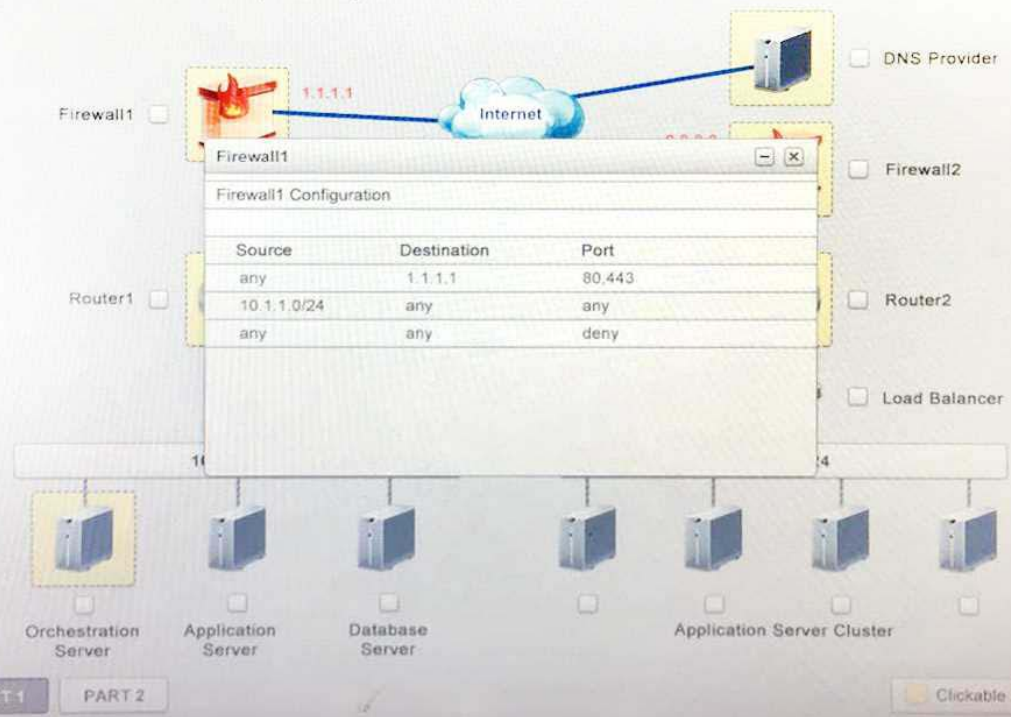 DNS Provider
1.1.1.1
Internet
Firewall1
Firewall2
Firewall1
Firewall1 Configuration
Source Destination Port
any 1.1.1.1 80,443
10.1.1.0/24 any any
any any deny
Router1
Router2
Load Balancer
Orchestration
Server
Application
Server
Database
Server
Application Server Cluster
PART 2
Clickable